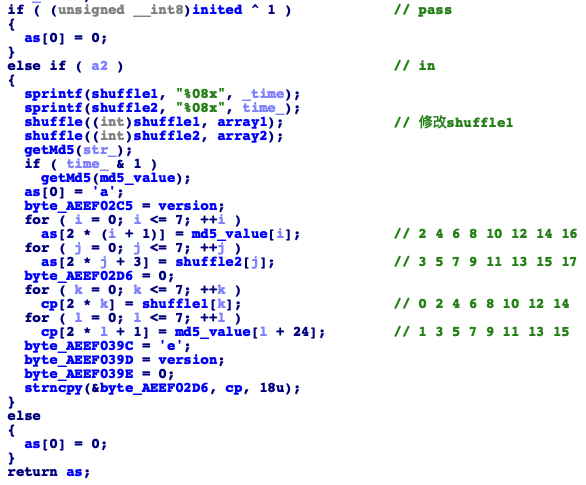 if ( (unsigned __int8)inited ^ 1 ) // pass
{
as[0] = 0;
}
else if ( a2 ) // in
{
sprintf(shuffle1, "%08x", _time);
sprintf(shuffle2, "%08x", time_);
shuffle((int)shuffle1, array1); // 修改shuffle1
shuffle((int)shuffle2, array2);
getMd5(str_);
if ( time_ & 1 )
getMd5(md5_value);
as[0] = 'a';
byte_AEEF02C5 = version;
for ( i = 0; i <= 7; ++i )
as[2 * (i + 1)] = md5_value[i]; // 2 4 6 8 10 12 14 16
for ( j = 0; j <= 7; ++j )
as[2 * j + 3] = shuffle2[j]; // 3 5 7 9 11 13 15 17
byte_AEEF02D6 = 0;
for ( k = 0; k <= 7; ++k )
cp[2 * k] = shuffle1[k]; // 0 2 4 6 8 10 12 14
for ( l = 0; l <= 7; ++l )
cp[2 * l + 1] = md5_value[l + 24]; // 1 3 5 7 9 11 13 15
byte_AEEF039C = 'e';
byte_AEEF039D = version;
byte_AEEF039E = 0;
strncpy(&byte_AEEF02D6, cp, 18u);
}
else
{
as[0] = 0;
}
return as;